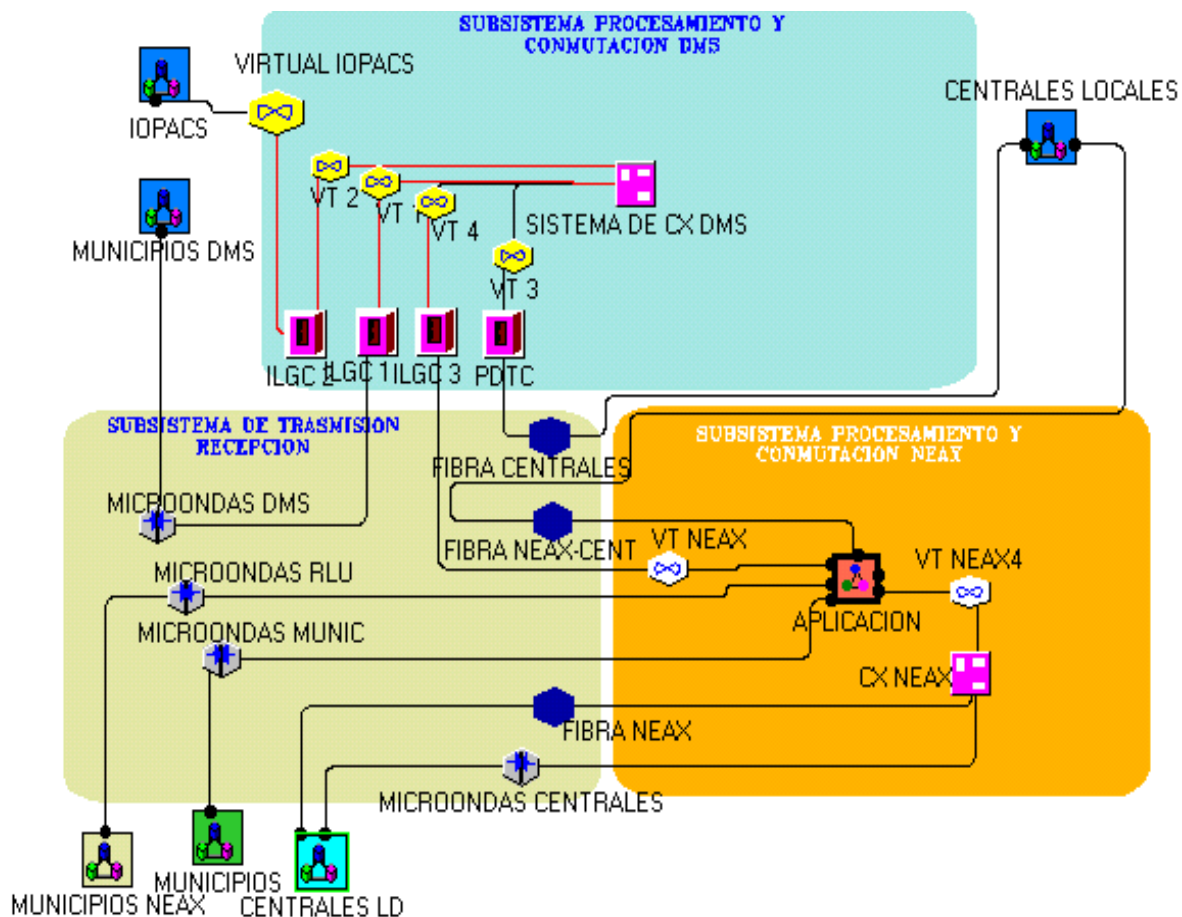 SUBSISTEMA PROCESAMIENTO Y
CONMUTACION DMS
VIRTUAL IOPACS
CENTRALES LOCALES
IOPACS
VT 2
VT 1
VT 4
SISTEMA DE CX DMS
MUNICIPIOS DMS
VT 3
ILGC 2
ILGC 1
ILGC 3
PDTC
SUBSISTEMA DE TRASMISION
RECEPCION
SUBSISTEMA PROCESAMIENTO Y
CONMUTACION NEAX
FIBRA CENTRALES
MICROONDAS DMS
FIBRA NEAX-CENT
VT NEAX
VT NEAX4
MICROONDAS RLU
APLICACION
MICROONDAS MUNIC
CX NEAX
FIBRA NEAX
MICROONDAS CENTRALES
MUNICIPIOS NEAX
MUNICIPIOS
CENTRALES LD